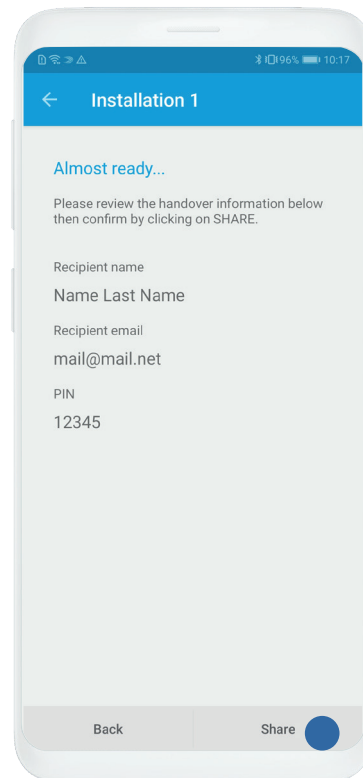 96% 10:17
Installation 1
Almost ready...
Please review the handover information below
then confirm by clicking on SHARE.
Recipient name
Name Last Name
Recipient email
mail@mail.net
PIN
12345
Back Share